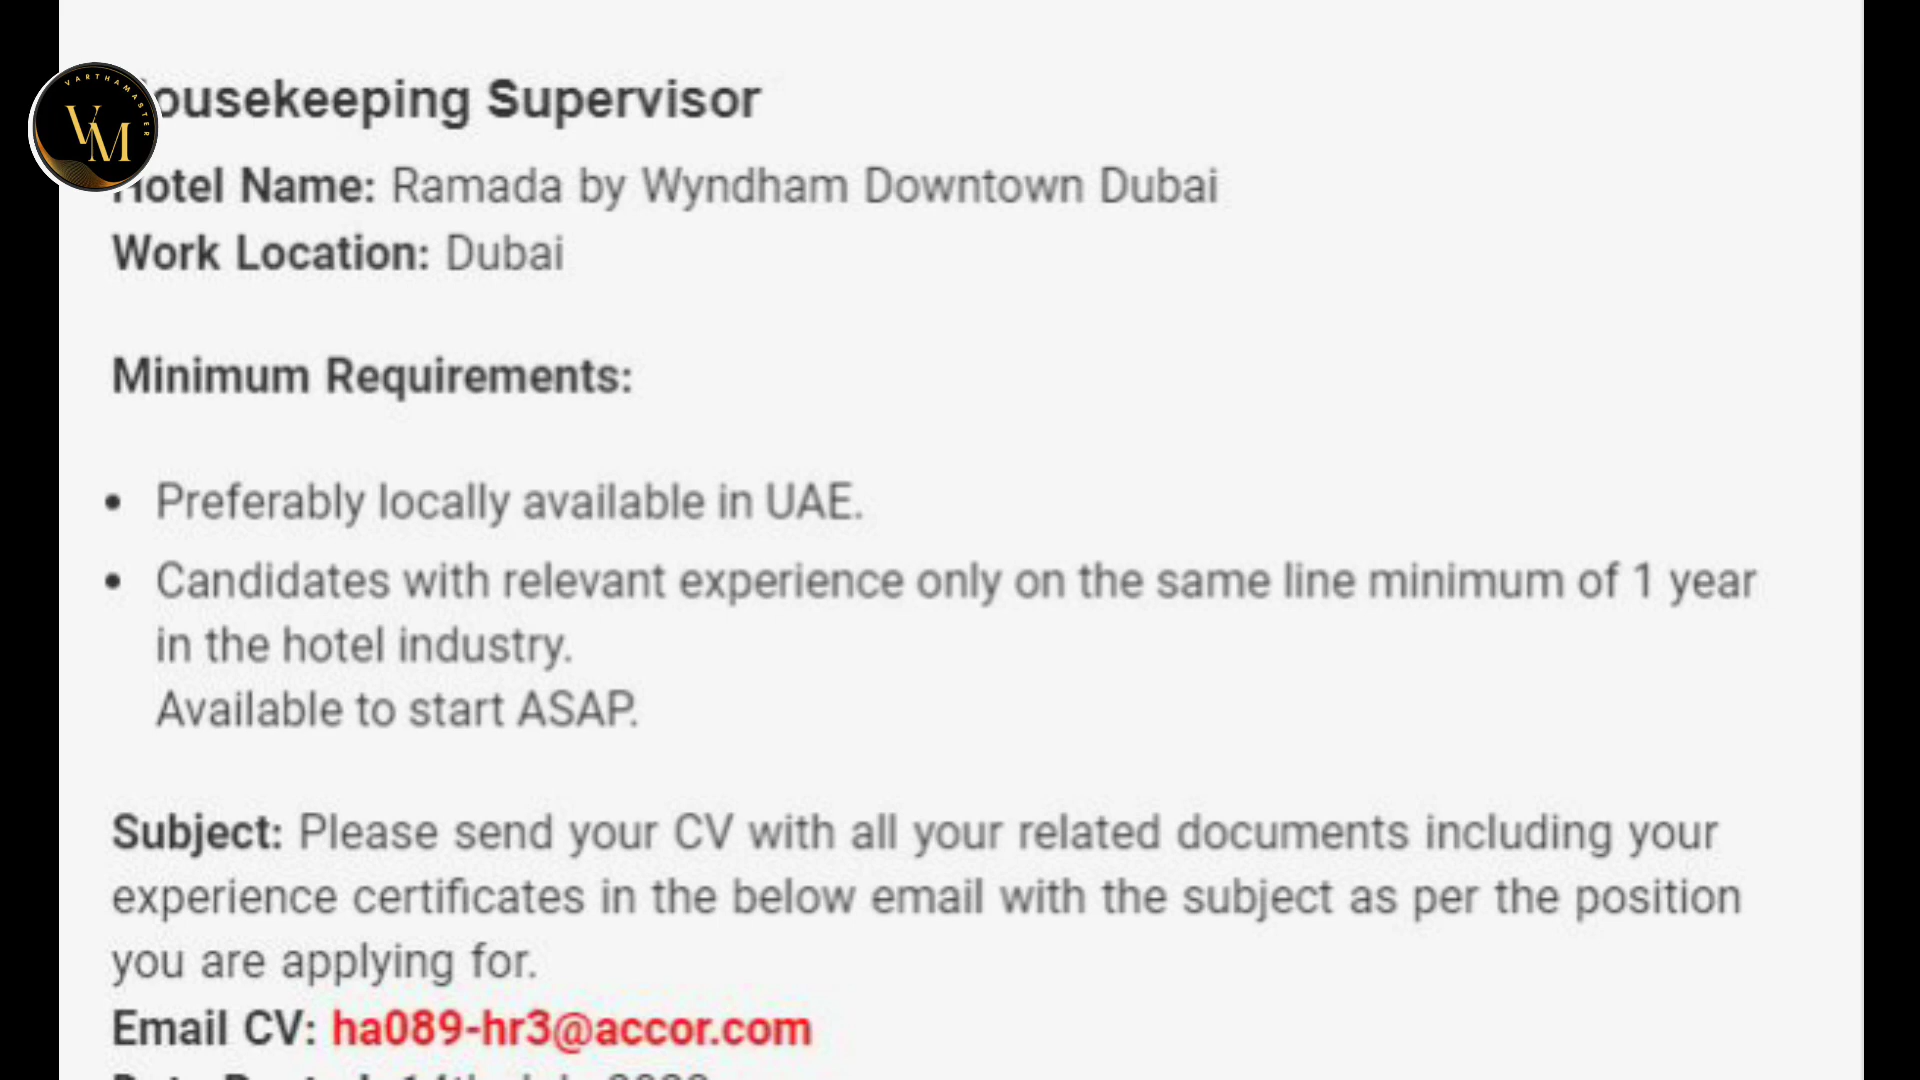 VARTHAMASTER
VM
ousekeeping Supervisor
Hotel Name: Ramada by Wyndham Downtown Dubai
Work Location: Dubai
Minimum Requirements:
• Preferably locally available in UAE.
• Candidates with relevant experience only on the same line minimum of 1 year
in the hotel industry.
Available to start ASAP.
Subject: Please send your CV with all your related documents including your
experience certificates in the below email with the subject as per the position
you are applying for.
Email CV: ha089-hr3@accor.com